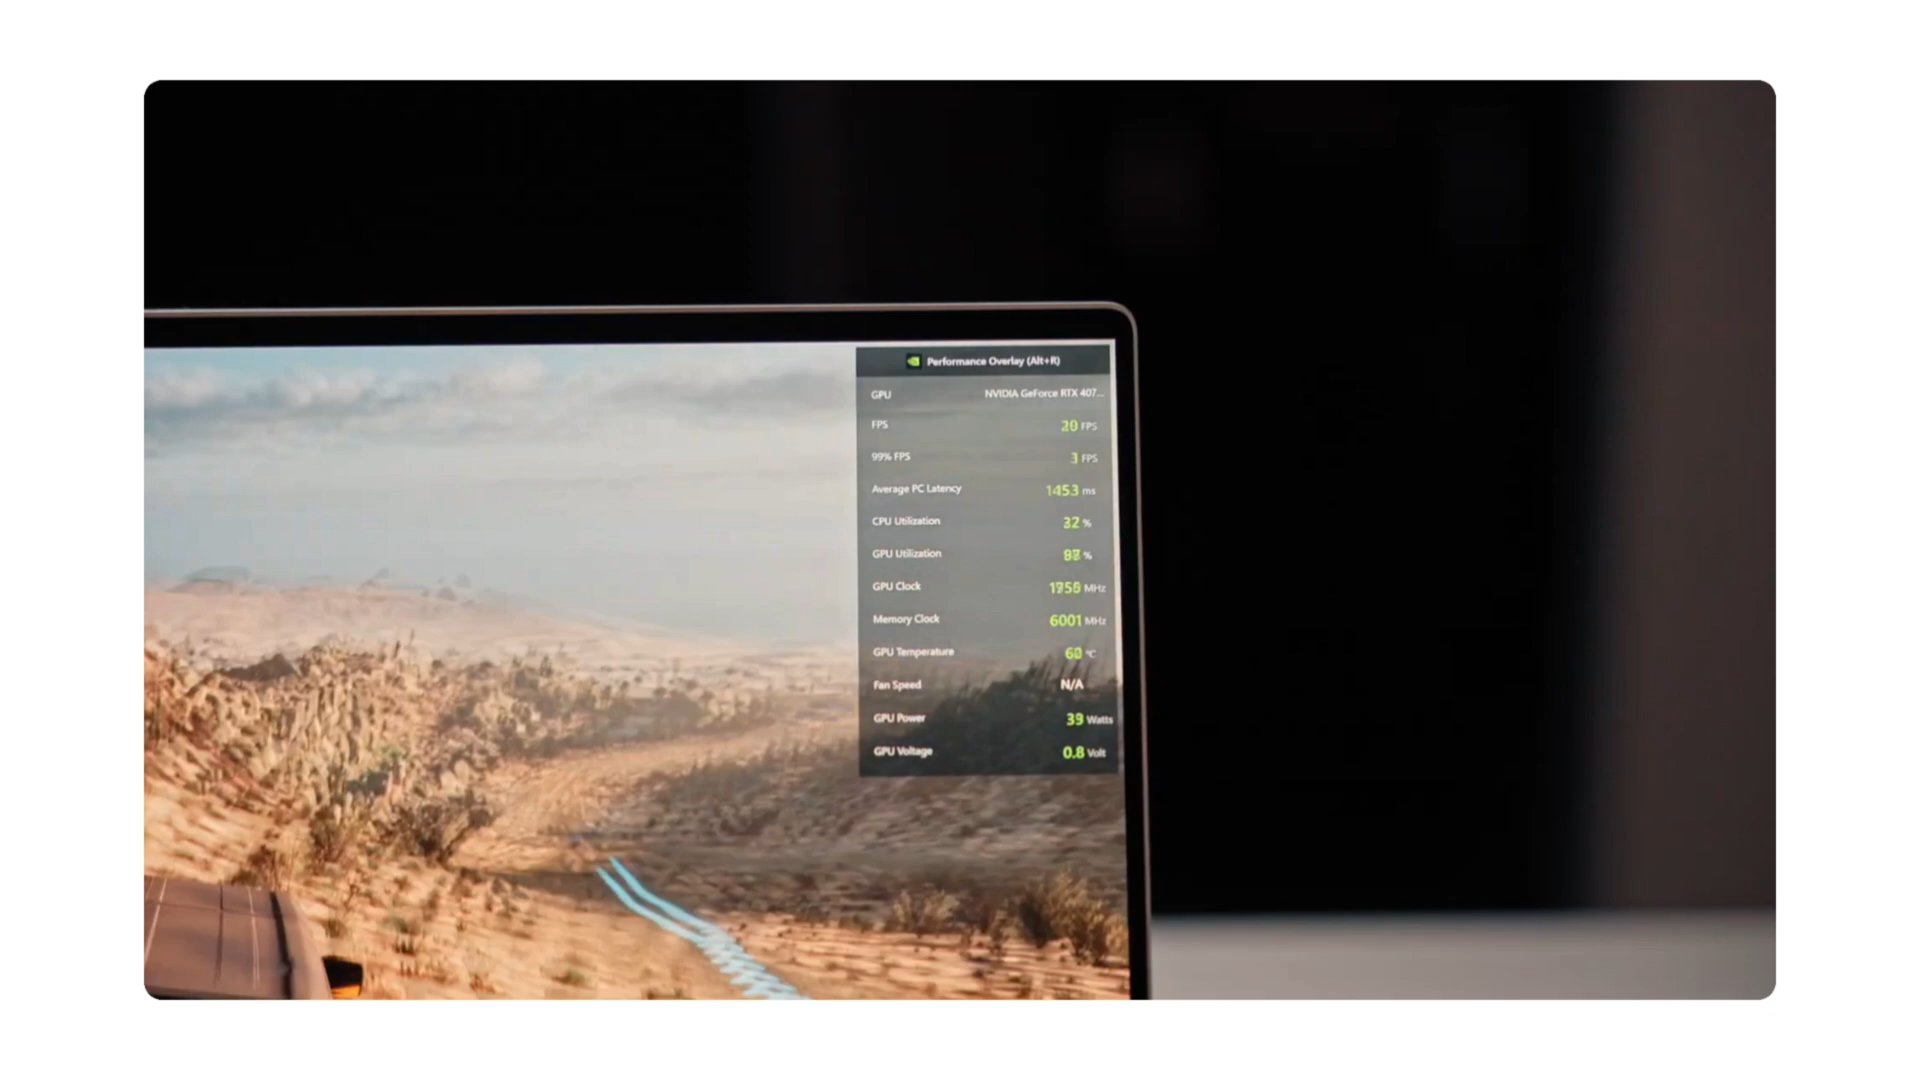 Performance Overlay (Alt+R)
GPU NVIDIA GeForce RTX 407...
FPS FPS
99% FPS 3 FPS
Average PC Latency 1453 ms
CPU Utilization 32 %
GPU Utilization %
GPU Clock MHz
Memory Clock 6001 MHz
GPU Temperature °C
Fan Speed N/A
GPU Power 39 Watts
GPU Voltage 0.8 Volt